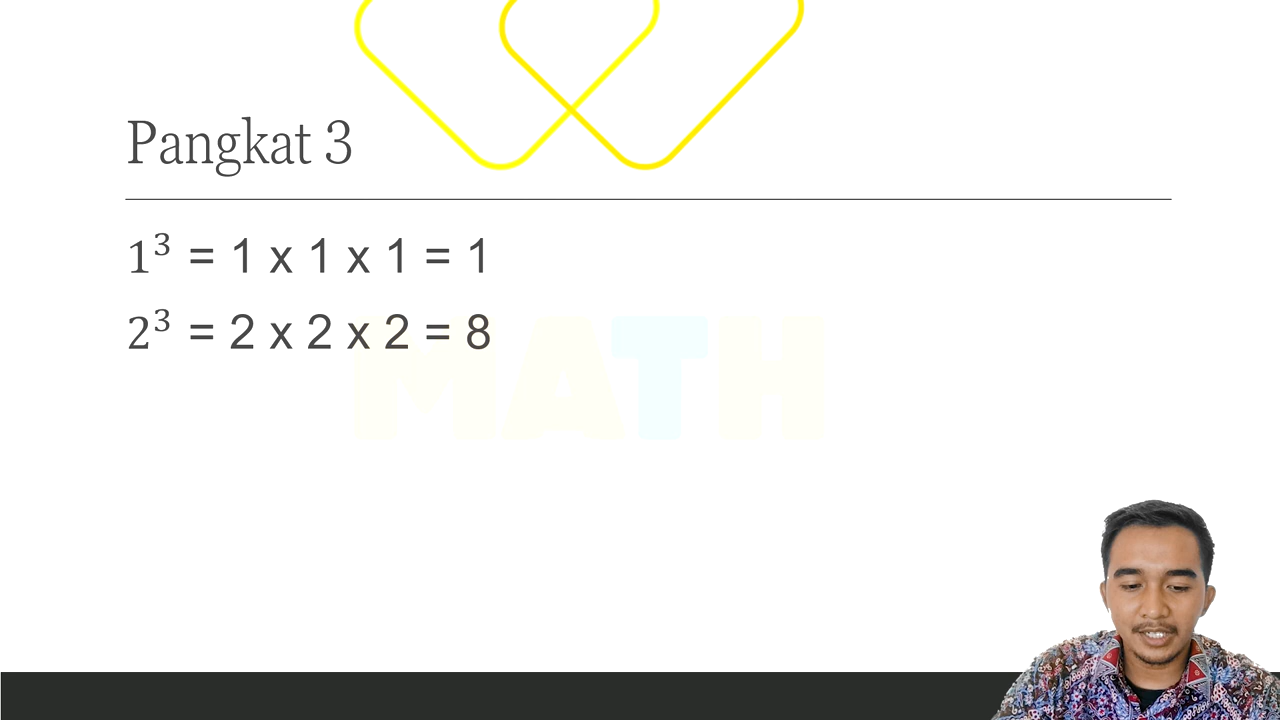 Pangkat 3
1³ = 1 x 1 x 1 = 1
2³ = 2 x 2 x 2 = 8
MATH